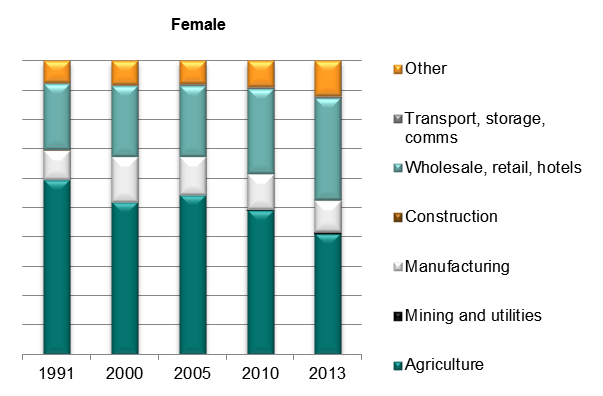 Female
Other
Transport, storage,
comms
Wholesale, retail, hotels
Construction
Manufacturing
Mining and utilities
Agriculture
1991 2000 2005 2010 2013